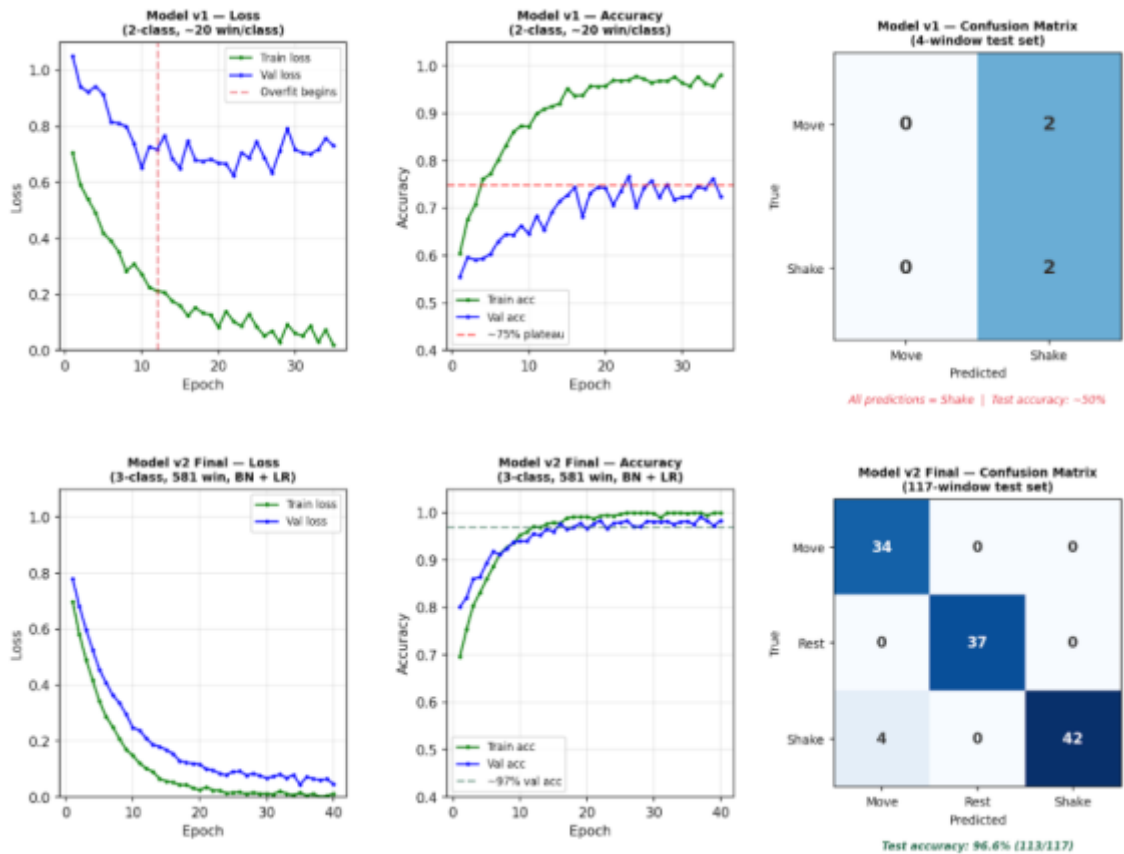 Model v1 — Loss
(2-class, ~20 win/class)
1.0
0.8
0.6
0.4
0.2
0.0
Loss
Train loss
Val loss
Overfit begins
0
10
20
30
Epoch
Model v1 — Accuracy
(2-class, ~20 win/class)
1.0
0.9
0.8
0.7
0.6
0.5
0.4
Accuracy
Train acc
Val acc
~75% plateau
0
10
20
30
Epoch
Model v1 — Confusion Matrix
(4-window test set)
True
Move
0
2
Shake
0
2
Move
Shake
Predicted
All predictions = Shake | Test accuracy: ~50%
Model v2 Final — Loss
(3-class, 581 win, BN + LR)
1.0
0.8
0.6
0.4
0.2
0.0
Loss
Train loss
Val loss
0
10
20
30
40
Epoch
Model v2 Final — Accuracy
(3-class, 581 win, BN + LR)
1.0
0.9
0.8
0.7
0.6
0.5
0.4
Accuracy
Train acc
Val acc
~97% val acc
0
10
20
30
40
Epoch
Model v2 Final — Confusion Matrix
(117-window test set)
True
Move
34
0
0
Rest
0
37
0
Shake
4
0
42
Move
Rest
Shake
Predicted
Test accuracy: 96.6% (113/117)